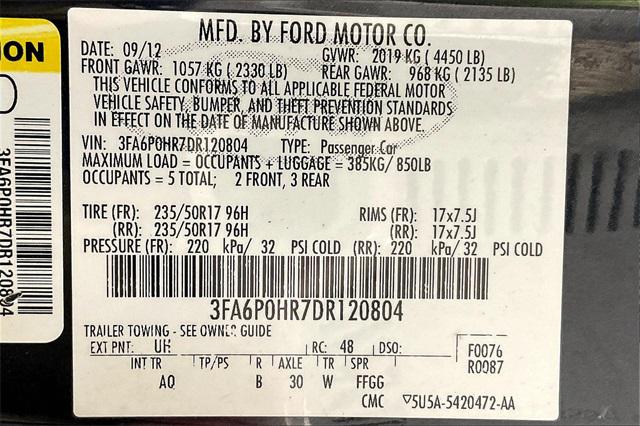 MFD. BY FORD MOTOR CO.
DATE: 09/12 GVWR: 2019 KG ( 4450 LB)
FRONT GAWR: 1057 KG ( 2330 LB) REAR GAWR: 968 KG ( 2135 LB)
THIS VEHICLE CONFORMS TO ALL APPLICABLE FEDERAL MOTOR
VEHICLE SAFETY, BUMPER, AND THEFT PREVENTION STANDARDS
IN EFFECT ON THE DATE OF MANUFACTURE SHOWN ABOVE.
VIN: 3FA6P0HR7DR120804 TYPE: Passenger Car
MAXIMUM LOAD = OCCUPANTS + LUGGAGE = 385KG/ 850LB
OCCUPANTS = 5 TOTAL; 2 FRONT, 3 REAR
TIRE (FR): 235/50R17 96H RIMS (FR): 17x7.5J
(RR): 235/50R17 96H (RR): 17x7.5J
PRESSURE (FR): 220 kPa/ 32 PSI COLD (RR): 220 kPa/ 32 PSI COLD
3FA6P0HR7DR120804
TRAILER TOWING - SEE OWNER GUIDE
EXT PNT: UH RC: 48 DSO: F0076
INT TR TP/PS R AXLE TR SPR R0087
AQ B 30 W FFGG
CMC ▽5U5A-5420472-AA
ION
3FA6P0HR7DR120804